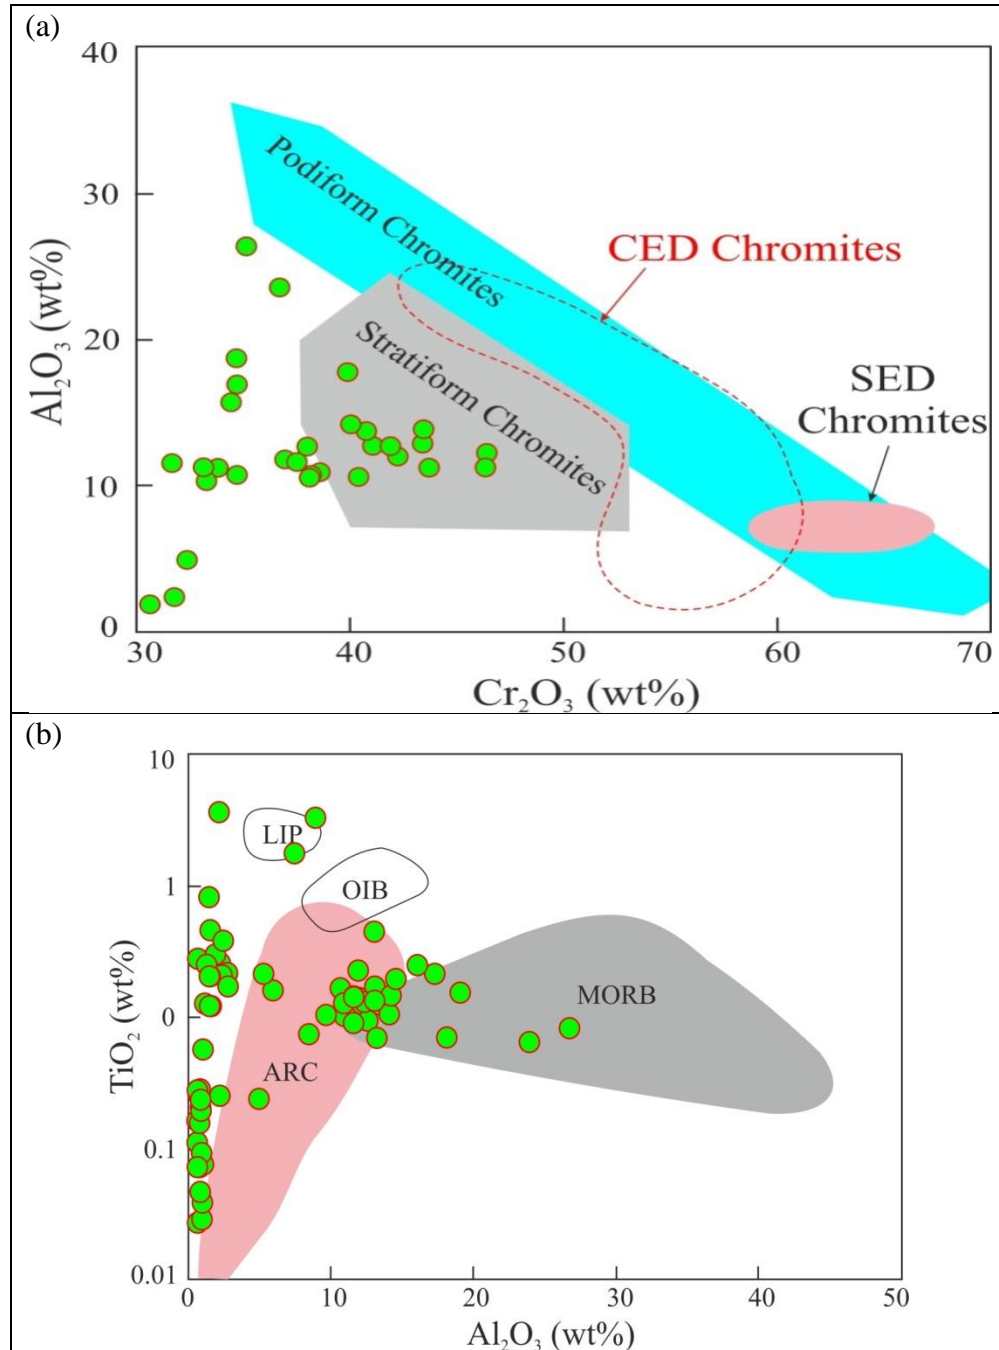 (a)
40
30
20
10
0
Al₂O₃ (wt%)
Podiform Chromites
Stratiform Chromites
CED Chromites
SED
Chromites
30 40 50 60 70
Cr₂O₃ (wt%)
(b)
10
1
0
0.1
0.01
TiO₂ (wt%)
LIP
OIB
ARC
MORB
0 10 20 30 40 50
Al₂O₃ (wt%)